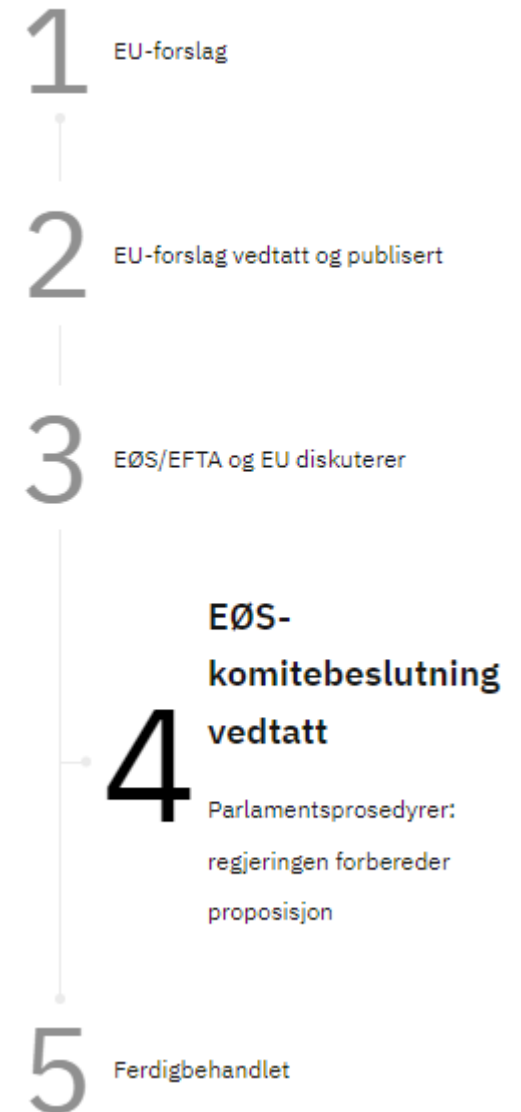 1
EU-forslag
2
EU-forslag vedtatt og publisert
3
EØS/EFTA og EU diskuterer
4
EØS-
komitebeslutning
vedtatt
Parlamentsprosedyrer:
regjeringen forbereder
proposisjon
5
Ferdigbehandlet